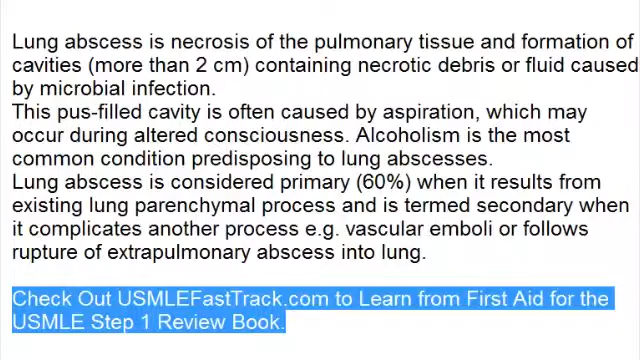 Lung abscess is necrosis of the pulmonary tissue and formation of
cavities (more than 2 cm) containing necrotic debris or fluid caused
by microbial infection.
This pus-filled cavity is often caused by aspiration, which may
occur during altered consciousness. Alcoholism is the most
common condition predisposing to lung abscesses.
Lung abscess is considered primary (60%) when it results from
existing lung parenchymal process and is termed secondary when
it complicates another process e.g. vascular emboli or follows
rupture of extrapulmonary abscess into lung.
Check Out USMLEFastTrack.com to Learn from First Aid for the
USMLE Step 1 Review Book.